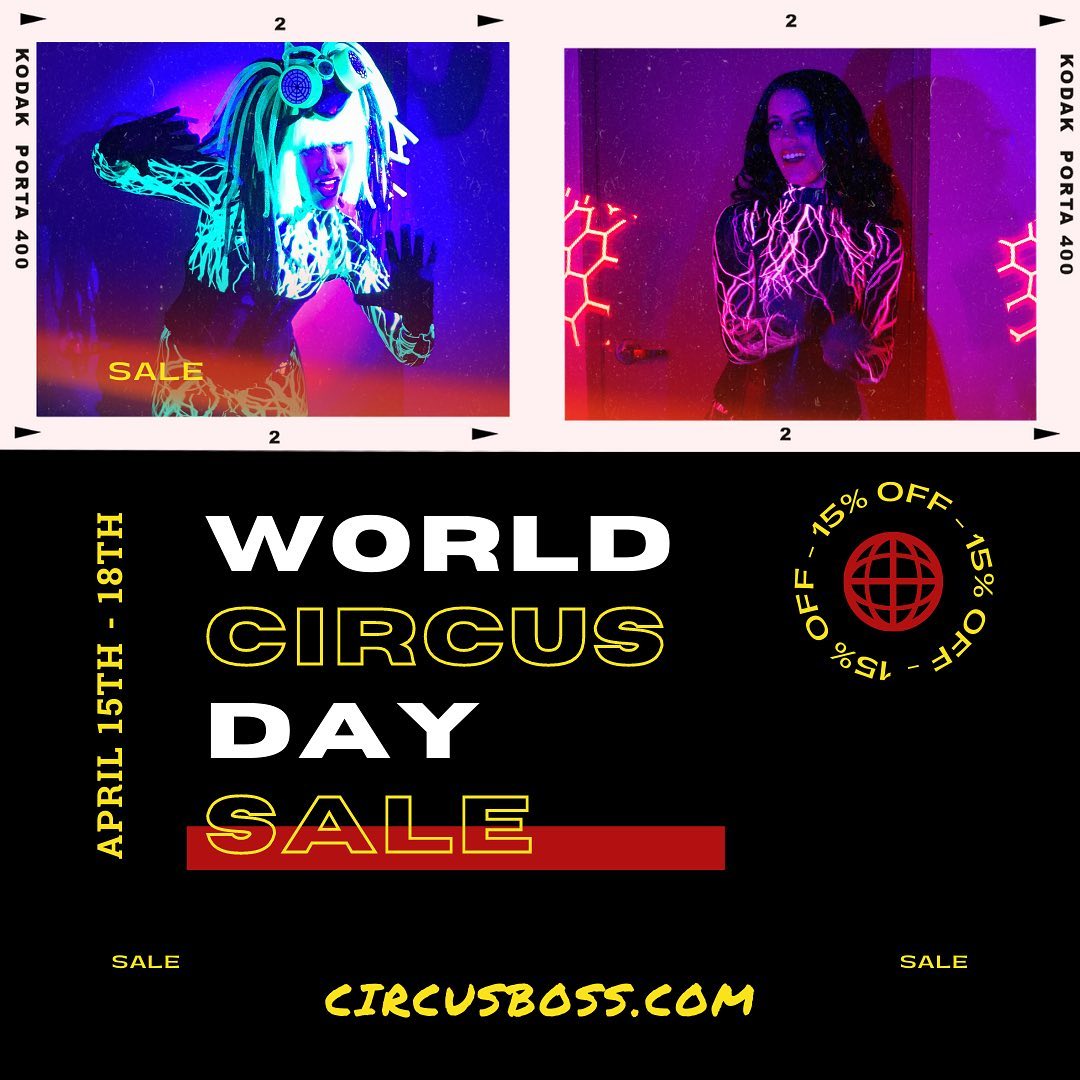 2
2
KODAK PORTA 400
KODAK PORTA 400
SALE
2
2
APRIL 15TH - 18TH
WORLD
CIRCUS
DAY
SALE
15% OFF - 15% OFF - 15% OFF -
SALE
SALE
CIRCUSBOSS.COM